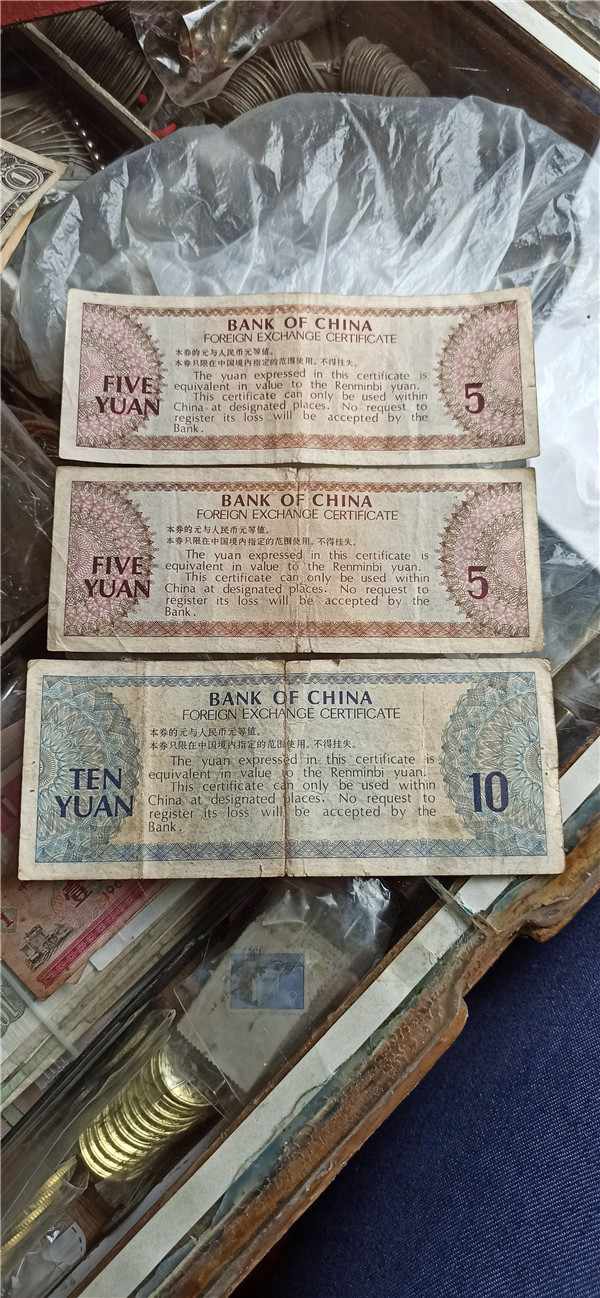 1
BANK OF CHINA
FOREIGN EXCHANGE CERTIFICATE
本券的元与人民币元等值。
本券只限在中国境内指定的范围使用，不得挂失。
The yuan expressed in this certificate is
equivalent in value to the Renminbi yuan.
This certificate can only be used within
China at designated places. No request to
register its loss will be accepted by the
Bank.
FIVE
YUAN
5
BANK OF CHINA
FOREIGN EXCHANGE CERTIFICATE
本券的元与人民币元等值。
本券只限在中国境内指定的范围使用，不得挂失。
The yuan expressed in this certificate is
equivalent in value to the Renminbi yuan.
This certificate can only be used within
China at designated places. No request to
register its loss will be accepted by the
Bank.
FIVE
YUAN
5
BANK OF CHINA
FOREIGN EXCHANGE CERTIFICATE
本券的元与人民币元等值。
本券只限在中国境内指定的范围使用，不得挂失。
The yuan expressed in this certificate is
equivalent in value to the Renminbi yuan.
This certificate can only be used within
China at designated places. No request to
register its loss will be accepted by the
Bank.
TEN
YUAN
10
壹
1